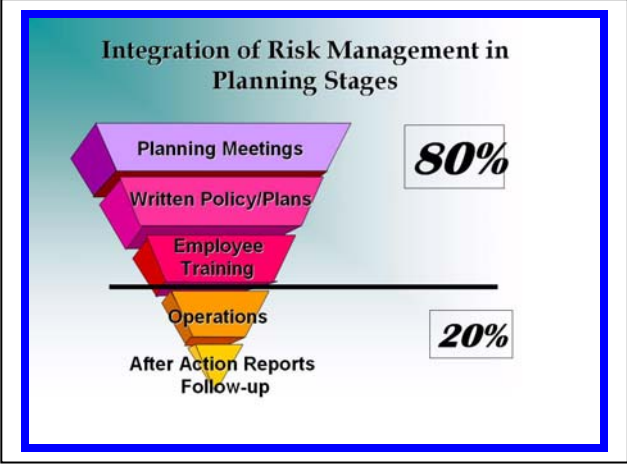 Integration of Risk Management in
Planning Stages
Planning Meetings
80%
Written Policy/Plans
Employee
Training
Operations
20%
After Action Reports
Follow-up